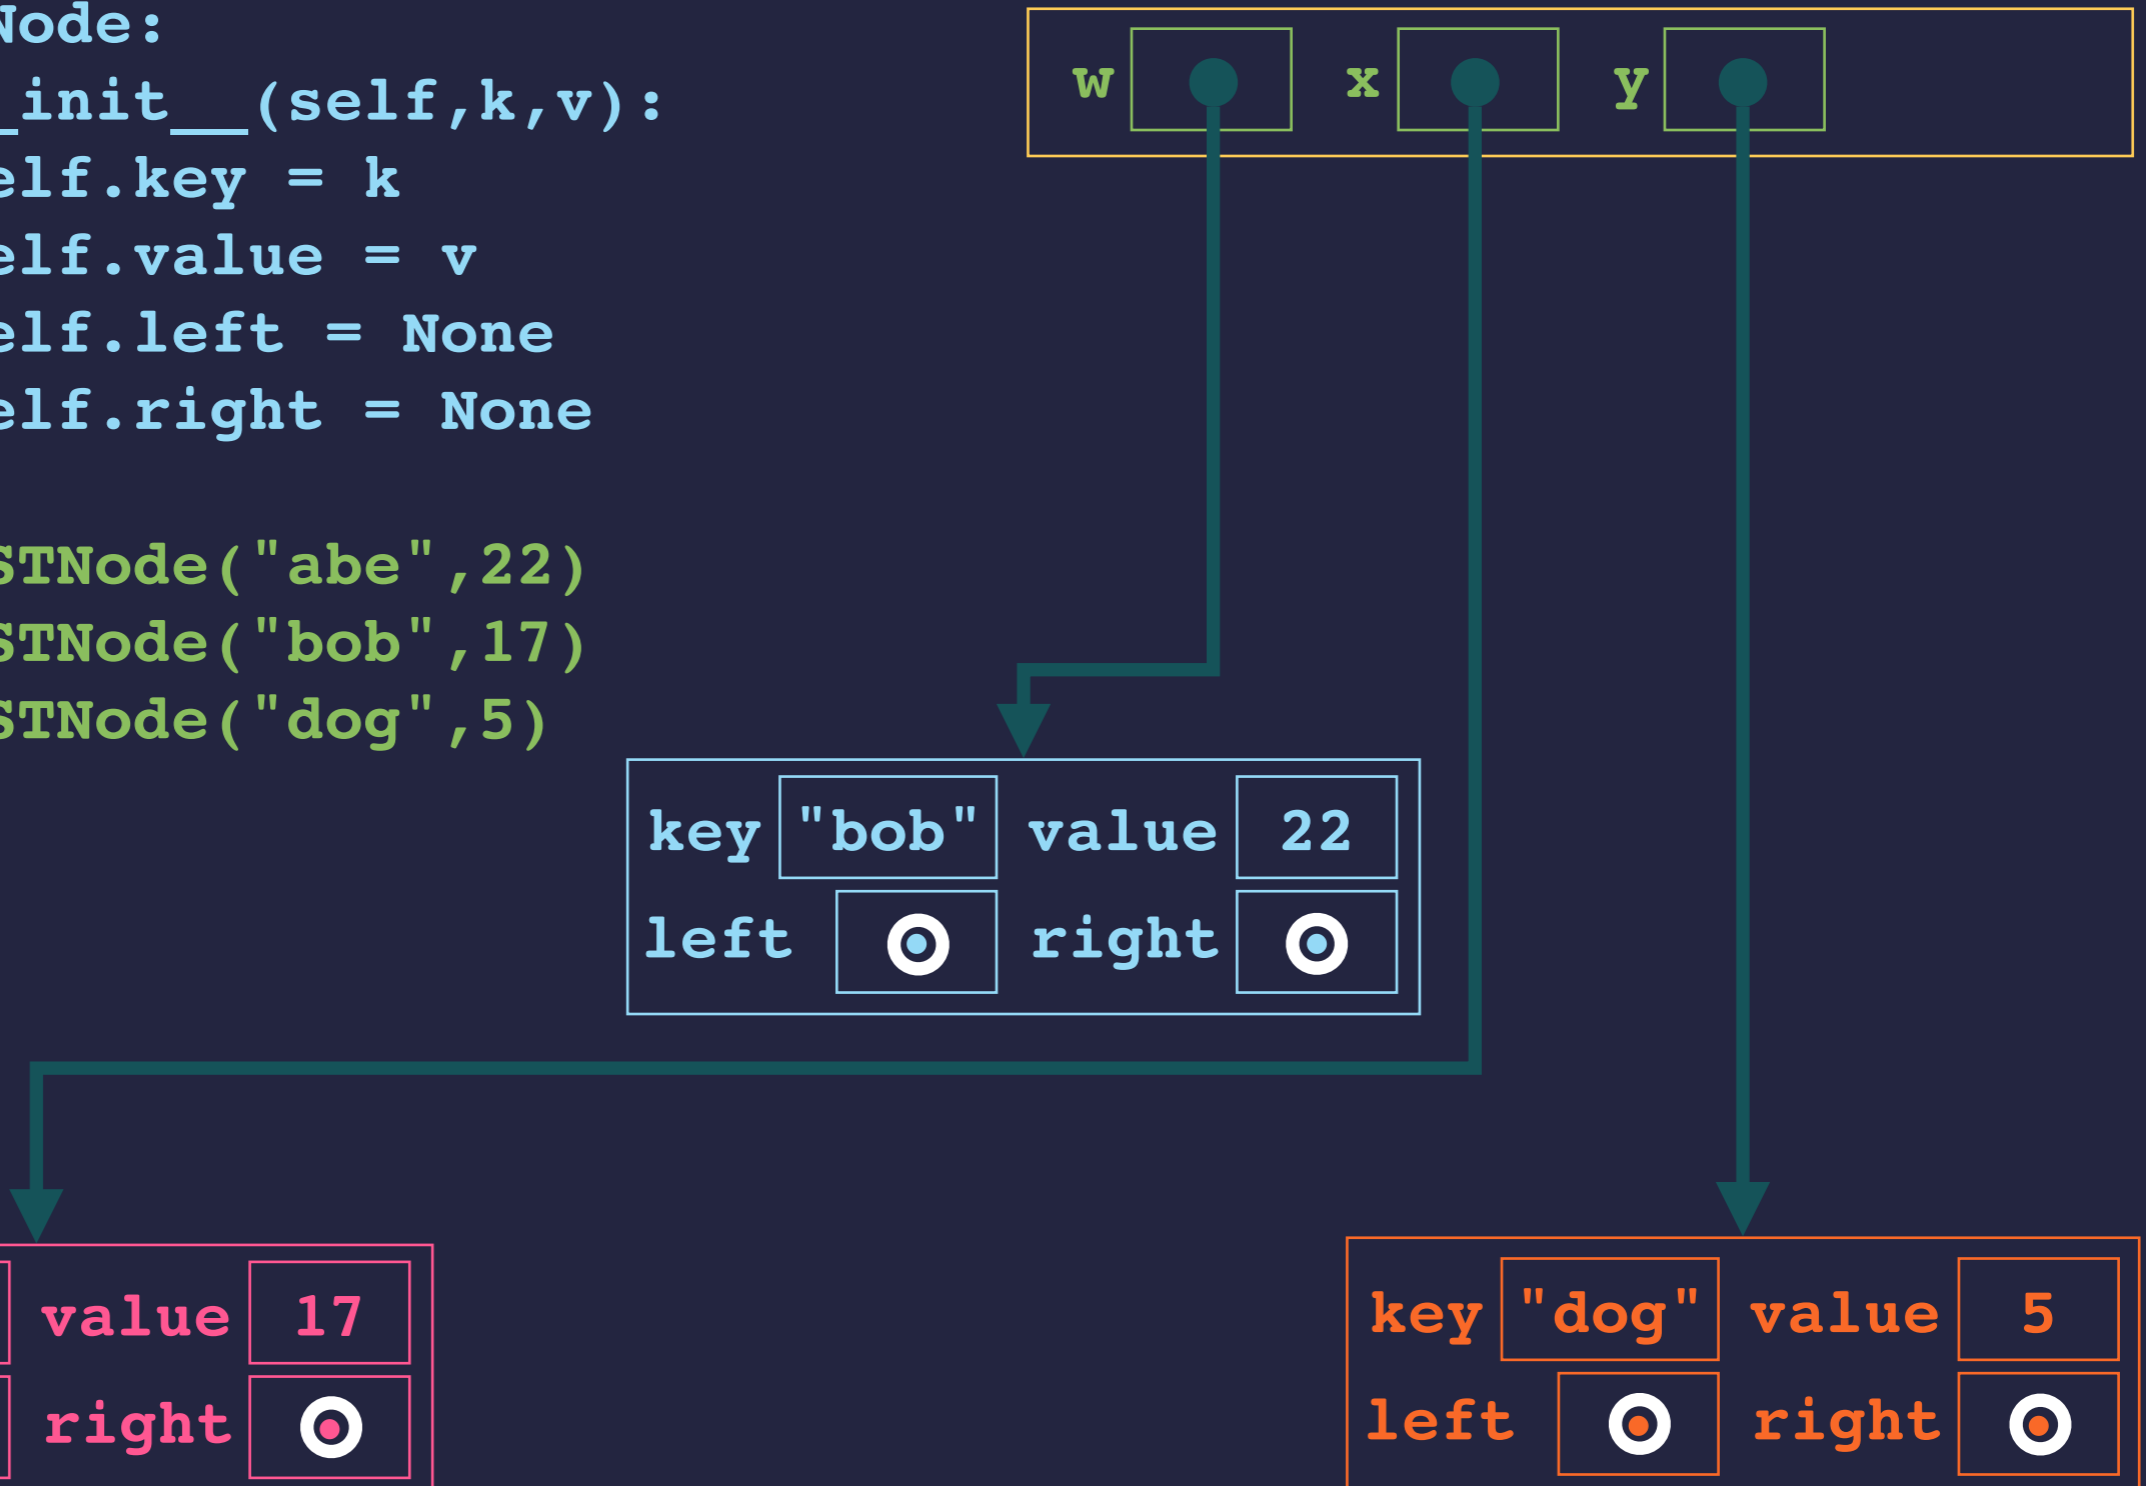 Node:
_init__(self,k,v):
elf.key = k
elf.value = v
elf.left = None
elf.right = None
STNode("abe",22)
STNode("bob",17)
STNode("dog",5)
w x y
key "bob" value 22
left right
value 17
right
key "dog" value 5
left right